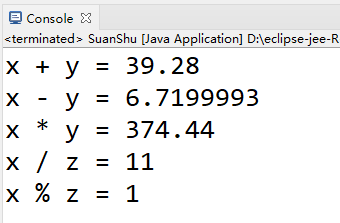 Console
<terminated> SuanShu [Java Application] D:\eclipse-jee-R
x + y = 39.28
x - y = 6.7199993
x * y = 374.44
x / z = 11
x % z = 1